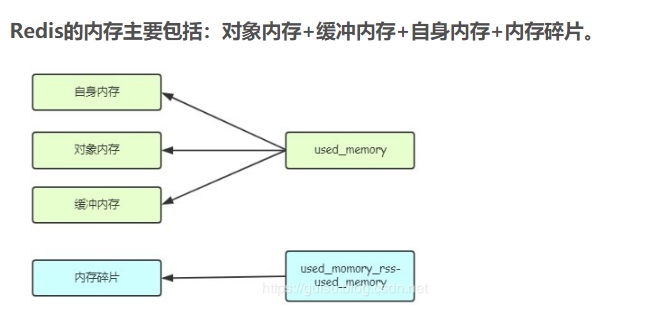 Redis的内存主要包括：对象内存+缓冲内存+自身内存+内存碎片。
自身内存
对象内存
used_memory
缓冲内存
内存碎片
used_momory_rss-
used_memory